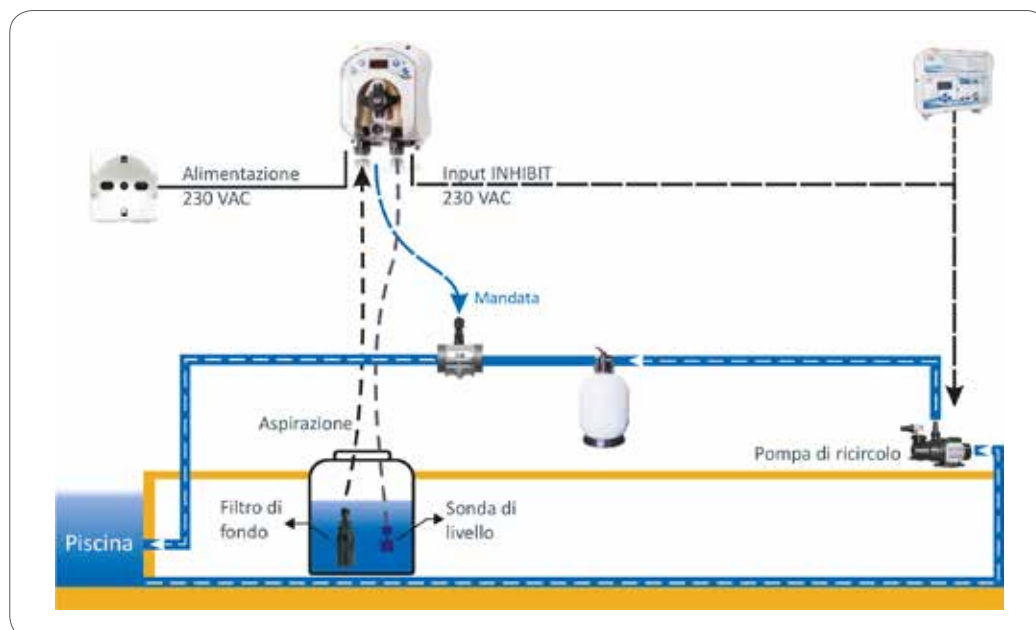 Alimentazione
230 VAC
Input INHIBIT
230 VAC
Mandata
Aspirazione
Pompa di ricircolo
Filtro di
fondo
Sonda di
livello
Piscina